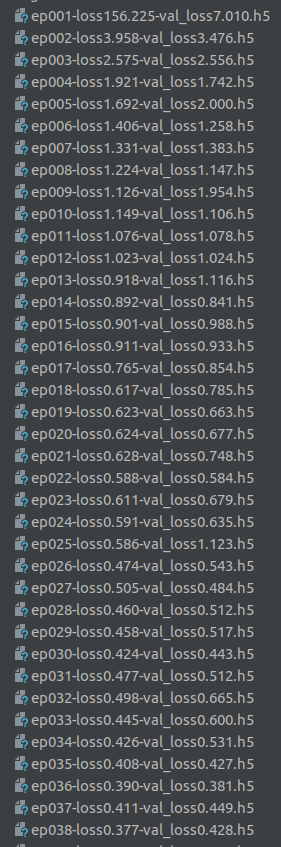 ep001-loss156.225-val_loss7.010.h5
ep002-loss3.958-val_loss3.476.h5
ep003-loss2.575-val_loss2.556.h5
ep004-loss1.921-val_loss1.742.h5
ep005-loss1.692-val_loss2.000.h5
ep006-loss1.406-val_loss1.258.h5
ep007-loss1.331-val_loss1.383.h5
ep008-loss1.224-val_loss1.147.h5
ep009-loss1.126-val_loss1.954.h5
ep010-loss1.149-val_loss1.106.h5
ep011-loss1.076-val_loss1.078.h5
ep012-loss1.023-val_loss1.024.h5
ep013-loss0.918-val_loss1.116.h5
ep014-loss0.892-val_loss0.841.h5
ep015-loss0.901-val_loss0.988.h5
ep016-loss0.911-val_loss0.933.h5
ep017-loss0.765-val_loss0.854.h5
ep018-loss0.617-val_loss0.785.h5
ep019-loss0.623-val_loss0.663.h5
ep020-loss0.624-val_loss0.677.h5
ep021-loss0.628-val_loss0.748.h5
ep022-loss0.588-val_loss0.584.h5
ep023-loss0.611-val_loss0.679.h5
ep024-loss0.591-val_loss0.635.h5
ep025-loss0.586-val_loss1.123.h5
ep026-loss0.474-val_loss0.543.h5
ep027-loss0.505-val_loss0.484.h5
ep028-loss0.460-val_loss0.512.h5
ep029-loss0.458-val_loss0.517.h5
ep030-loss0.424-val_loss0.443.h5
ep031-loss0.477-val_loss0.512.h5
ep032-loss0.498-val_loss0.665.h5
ep033-loss0.445-val_loss0.600.h5
ep034-loss0.426-val_loss0.531.h5
ep035-loss0.408-val_loss0.427.h5
ep036-loss0.390-val_loss0.381.h5
ep037-loss0.411-val_loss0.449.h5
ep038-loss0.377-val_loss0.428.h5